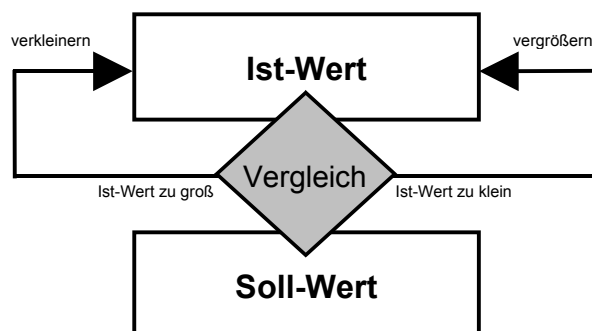 verkleinern
vergrößern
Ist-Wert
Vergleich
Ist-Wert zu groß
Ist-Wert zu klein
Soll-Wert